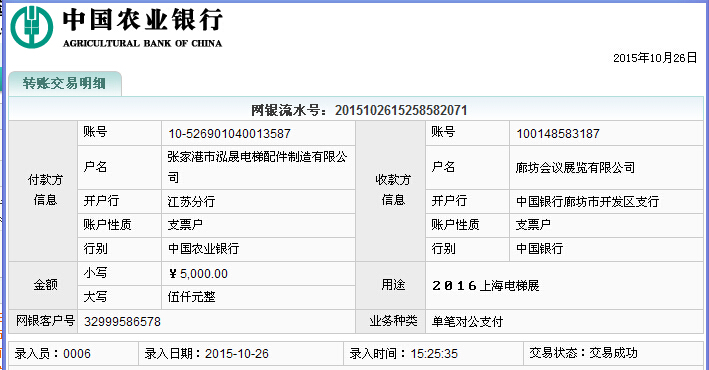 中国农业银行
AGRICULTURAL BANK OF CHINA
2015年10月26日
转账交易明细
网银流水号：2015102615258582071
付款方信息
账号 10-526901040013587
户名 张家港市泓晟电梯配件制造有限公司
开户行 江苏分行
账户性质 支票户
行别 中国农业银行
收款方信息
账号 100148583187
户名 廊坊会议展览有限公司
开户行 中国银行廊坊市开发区支行
账户性质 支票户
行别 中国银行
金额
小写 ￥5,000.00
大写 伍仟元整
用途 2016上海电梯展
网银客户号 32999586578 业务种类 单笔对公支付
录入员：0006 录入日期：2015-10-26 录入时间：15:25:35 交易状态：交易成功